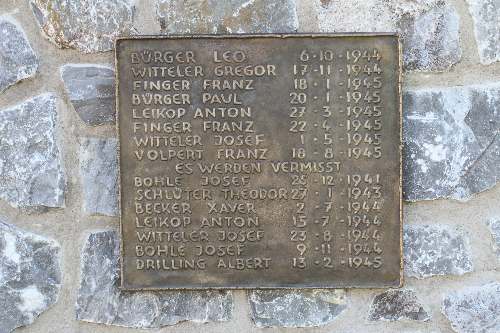 BÜRGER LEO 6-10-1944
WITTELER GREGOR 17-11-1944
FINGER FRANZ 18-1-1945
BÜRGER PAUL 20-1-1945
LEIKOP ANTON 27-3-1945
FINGER FRANZ 22-4-1945
WITTELER JOSEF 1-5-1945
VOLPERT FRANZ 18-8-1945
ES WERDEN VERMISST
BÖHLE JOSEF 25-12-1941
SCHLÜTER THEODOR 27-1-1943
BECKER XAVER 7-1944
LEIKOP ANTON 15-7-1944
WITTELER JOSEF 23-8-1944
BÖHLE JOSEF 9-11-1944
DRILLING ALBERT 13-2-1945